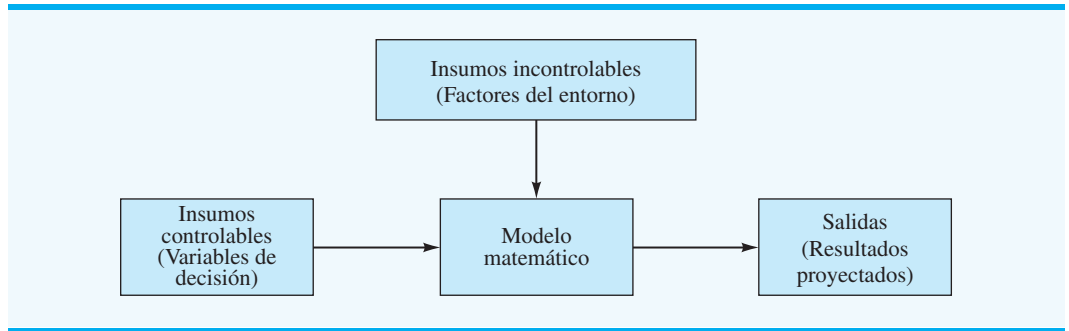 Insumos incontrolables
(Factores del entorno)
Insumos
controlables
(Variables de
decisión)
Modelo
matemático
Salidas
(Resultados
proyectados)